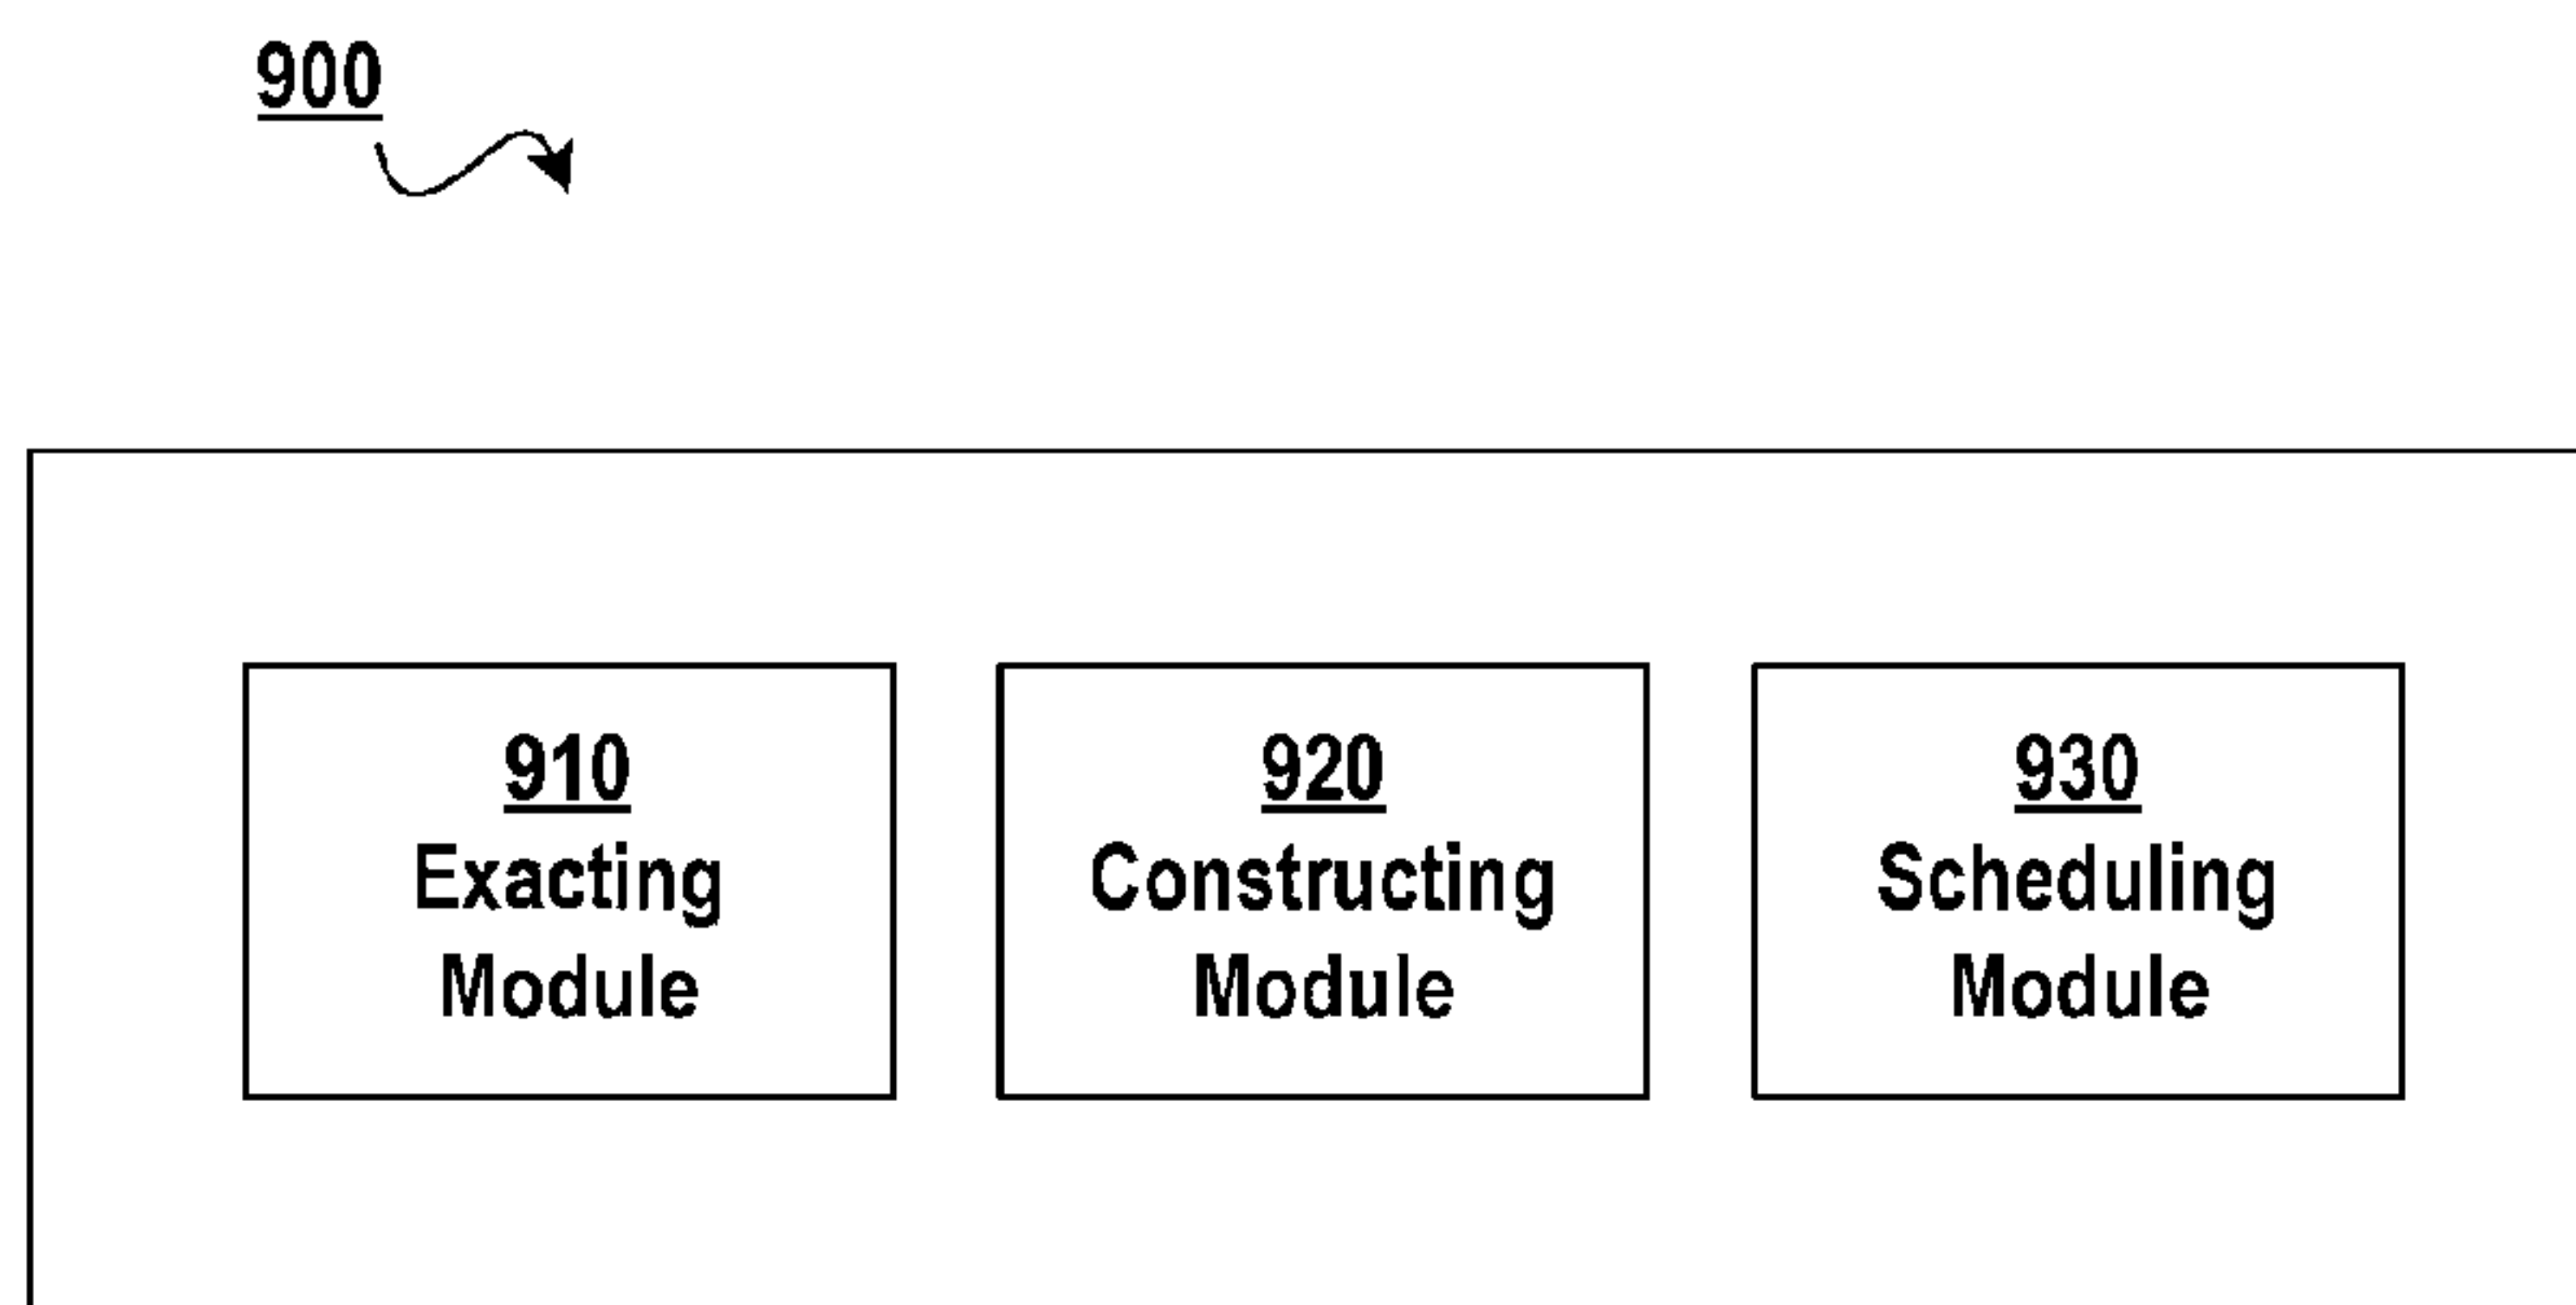 900
910
Exacting
Module
920
Constructing
Module
930
Scheduling
Module